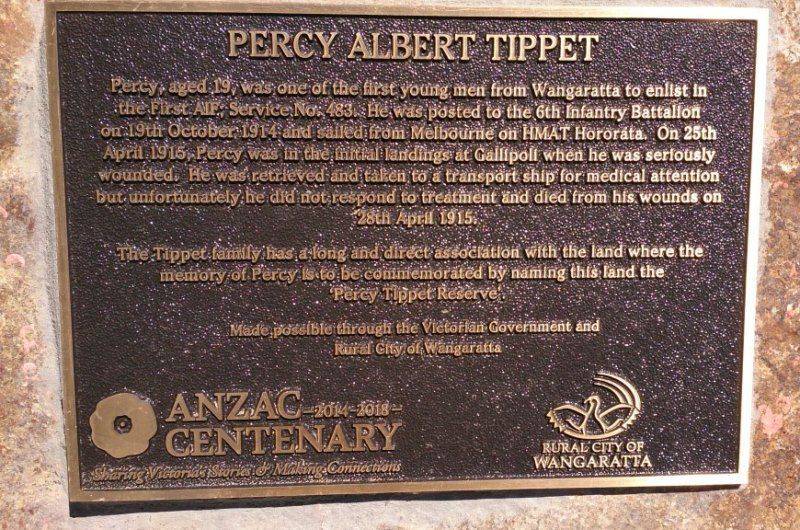 PERCY ALBERT TIPPET
Percy, aged 19, was one of the first young men from Wangaratta to enlist in
the First AIF, Service No. 483. He was posted to the 6th Infantry Battalion
on 19th October 1914 and sailed from Melbourne on HMAT Hororata. On 25th
April 1915, Percy was in the initial landings at Gallipoli when he was seriously
wounded. He was retrieved and taken to a transport ship for medical attention
but unfortunately he did not respond to treatment and died from his wounds on
28th April 1915.
The Tippet family has a long and direct association with the land where the
memory of Percy is to be commemorated by naming this land the
'Percy Tippet Reserve'.
Made possible through the Victorian Government and
Rural City of Wangaratta
ANZAC –2014–2018–
CENTENARY
Sharing Victoria's Stories & Making Connections
RURAL CITY OF
WANGARATTA